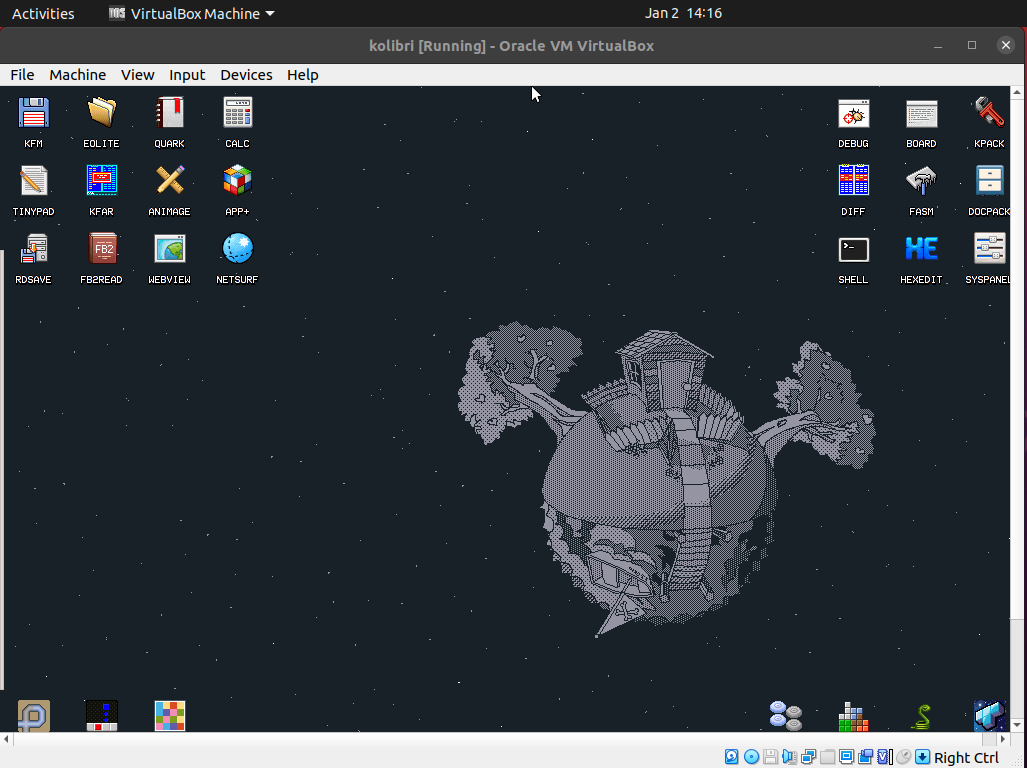 Activities VirtualBox Machine Jan 2 14:16
kolibri [Running] - Oracle VM VirtualBox
File Machine View Input Devices Help
KFM EOLITE QUARK CALC DEBUG BOARD KPACK
TINYPAD KFAR ANIMAGE APP+ DIFF FASM DOCPACK
FB2 HE
RDSAVE FB2READ WEBVIEW NETSURF SHELL HEXEDIT SYSPANEL
Right Ctrl